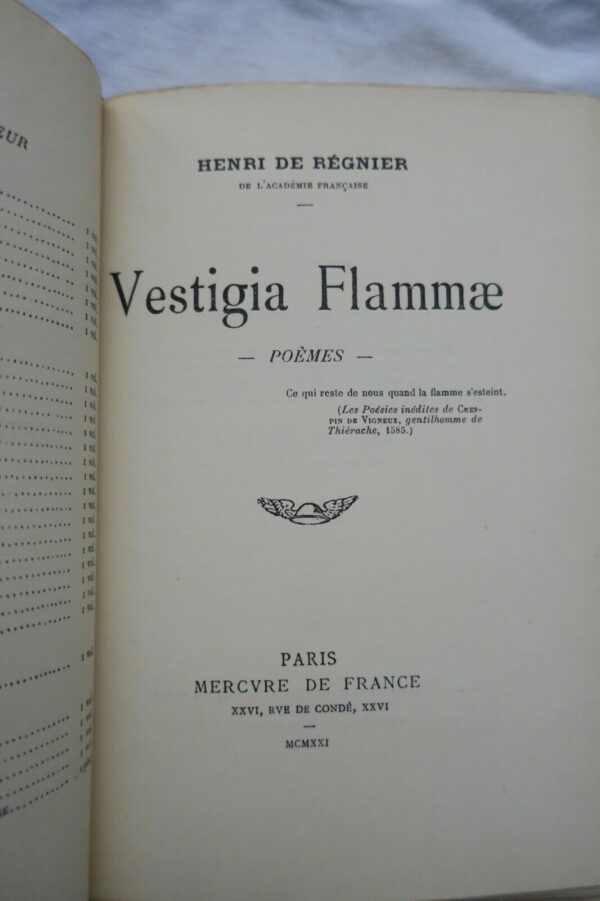 HENRI DE RÉGNIER
DE L'ACADÉMIE FRANÇAISE
Vestigia Flammæ
— POÈMES —
Ce qui reste de nous quand la flamme s'esteint.
(Les Poésies inédites de CRES-
PIN DE VIGNEUX, gentilhomme de
Thiérache, 1585.)
PARIS
MERCVRE DE FRANCE
XXVI, RVE DE CONDÉ, XXVI
MCMXXI